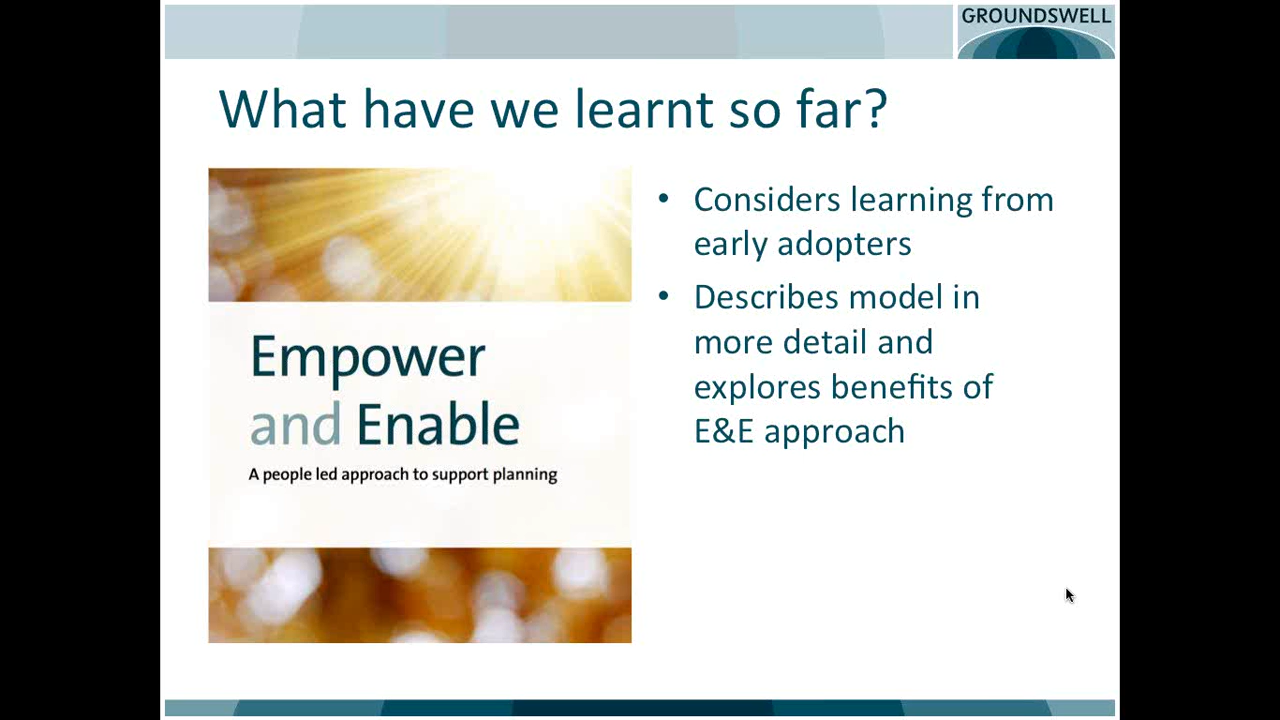 GROUNDSWELL
What have we learnt so far?
Empower
and Enable
A people led approach to support planning
• Considers learning from
early adopters
• Describes model in
more detail and
explores benefits of
E&E approach